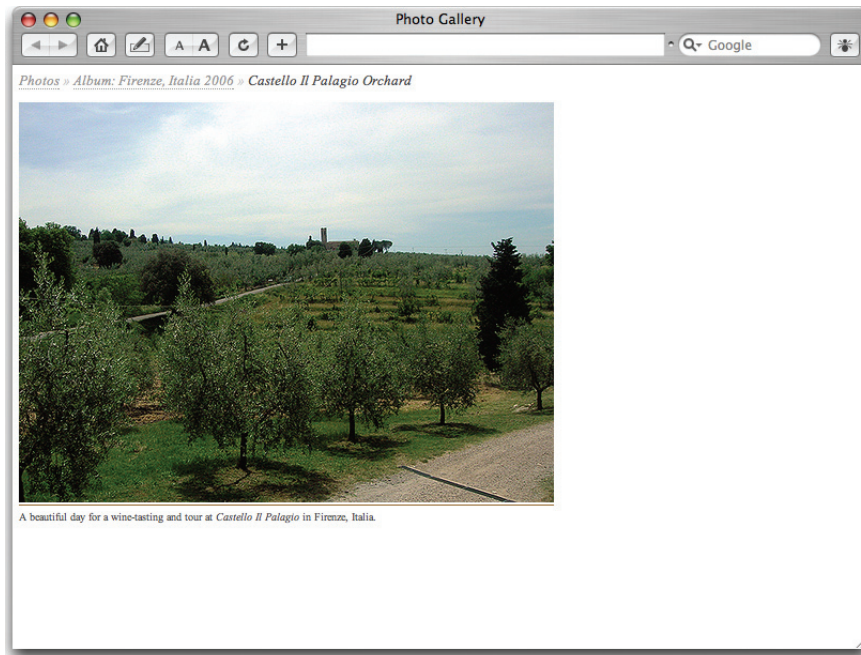 Photo Gallery
A A
Google
Photos » Album: Firenze, Italia 2006 » Castello Il Palagio Orchard
A beautiful day for a wine-tasting and tour at Castello Il Palagio in Firenze, Italia.